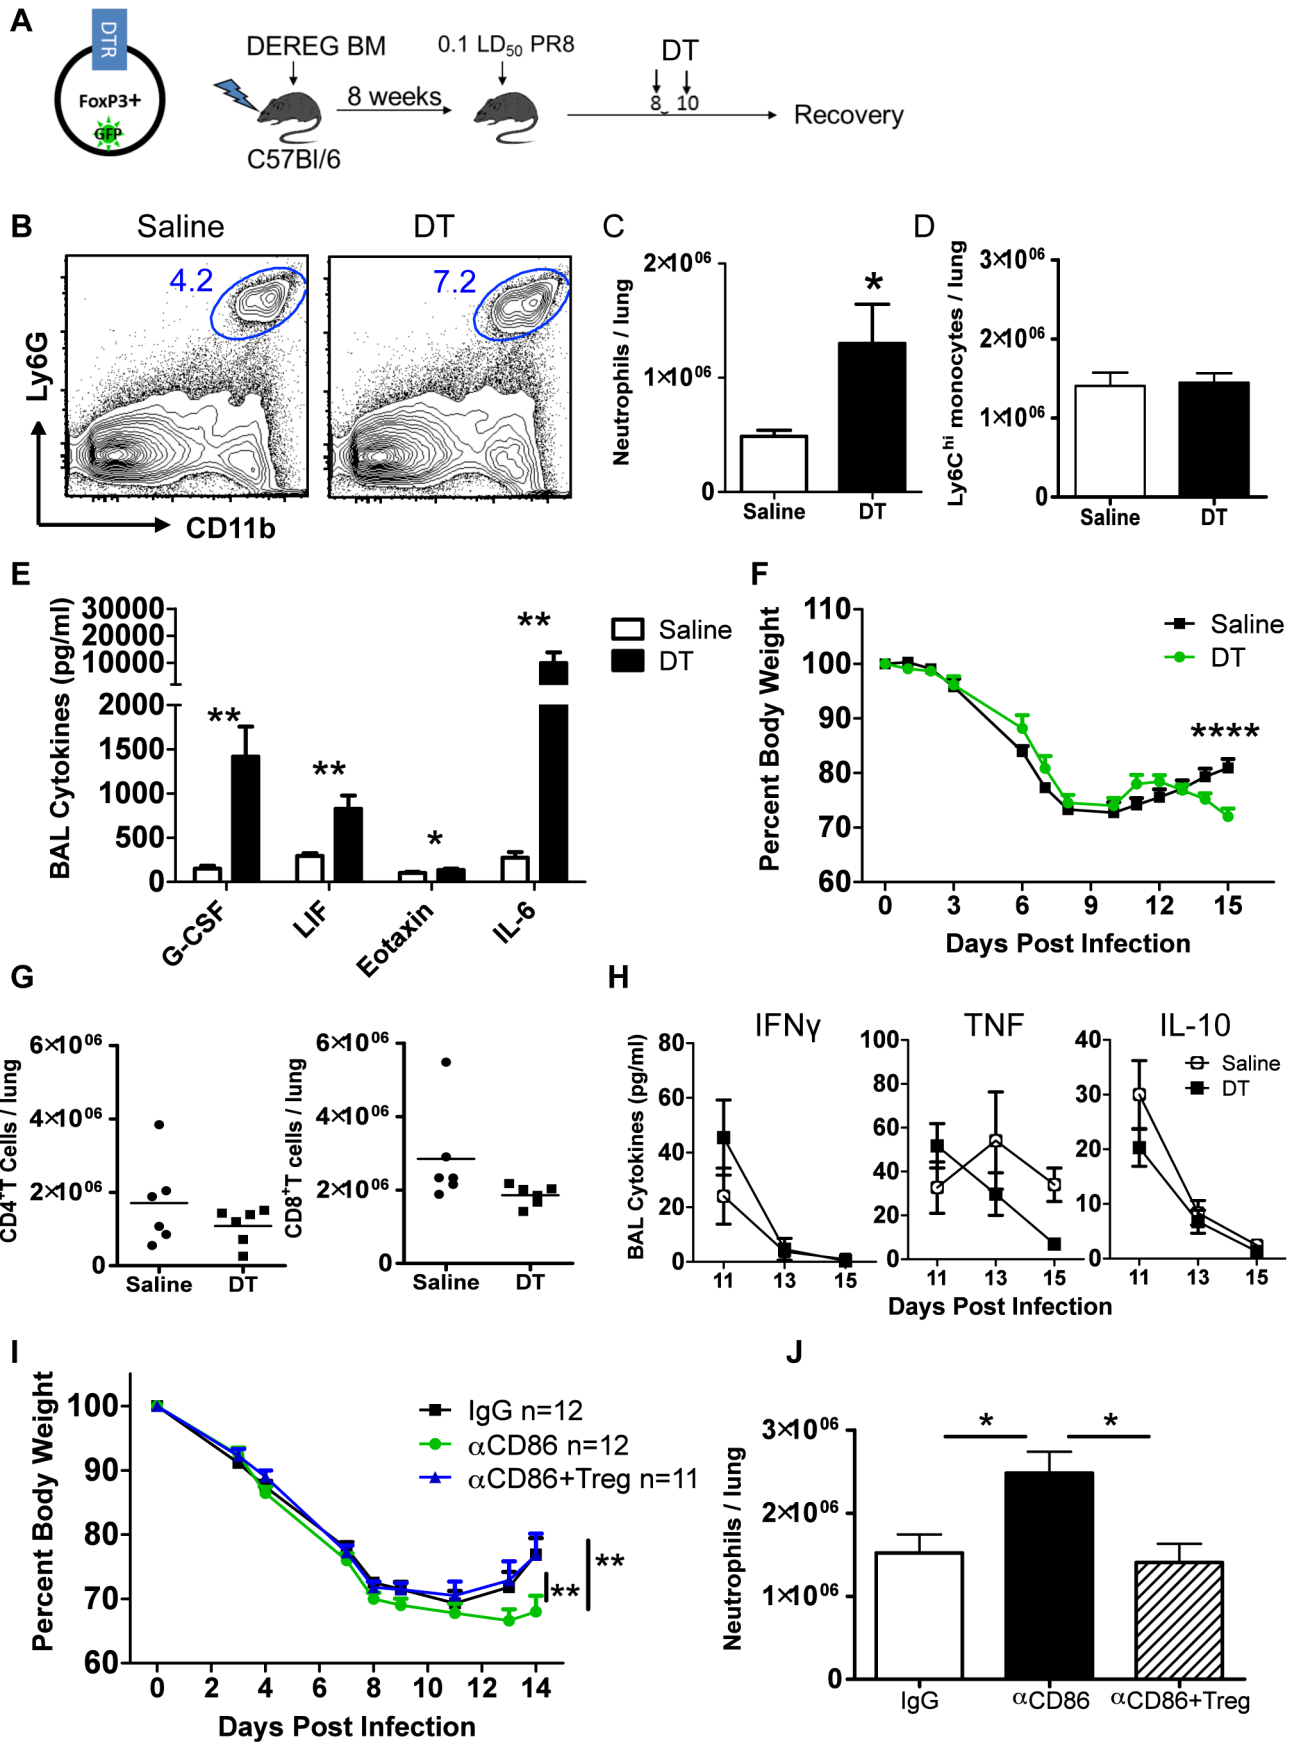 A
DTR
FoxP3+
GFP
DEREG BM
C57Bl/6
8 weeks
0.1 LD50 PR8
DT
8 10
Recovery
B
Saline
DT
4.2
7.2
Ly6G
CD11b
C
Neutrophils / lung
2×10^06
1×10^06
0
*
Saline
DT
D
Ly6C^hi monocytes / lung
3×10^06
2×10^06
1×10^06
0
Saline
DT
E
BAL Cytokines (pg/ml)
30000
20000
10000
2000
1500
1000
500
0
**
**
*
**
G-CSF
LIF
Eotaxin
IL-6
Saline
DT
F
Percent Body Weight
110
100
90
80
70
60
0 3 6 9 12 15
Days Post Infection
Saline
DT
****
G
CD4+T Cells / lung
6×10^06
4×10^06
2×10^06
0
Saline
DT
CD8+T cells / lung
6×10^06
4×10^06
2×10^06
0
Saline
DT
H
BAL Cytokines (pg/ml)
IFNγ
80
60
40
20
0
11 13 15
TNF
100
80
60
40
20
0
11 13 15
IL-10
40
30
20
10
0
11 13 15
Saline
DT
Days Post Infection
I
Percent Body Weight
100
90
80
70
60
0 2 4 6 8 10 12 14
Days Post Infection
IgG n=12
αCD86 n=12
αCD86+Treg n=11
**
**
J
Neutrophils / lung
3×10^06
2×10^06
1×10^06
0
*
*
IgG
αCD86
αCD86+Treg